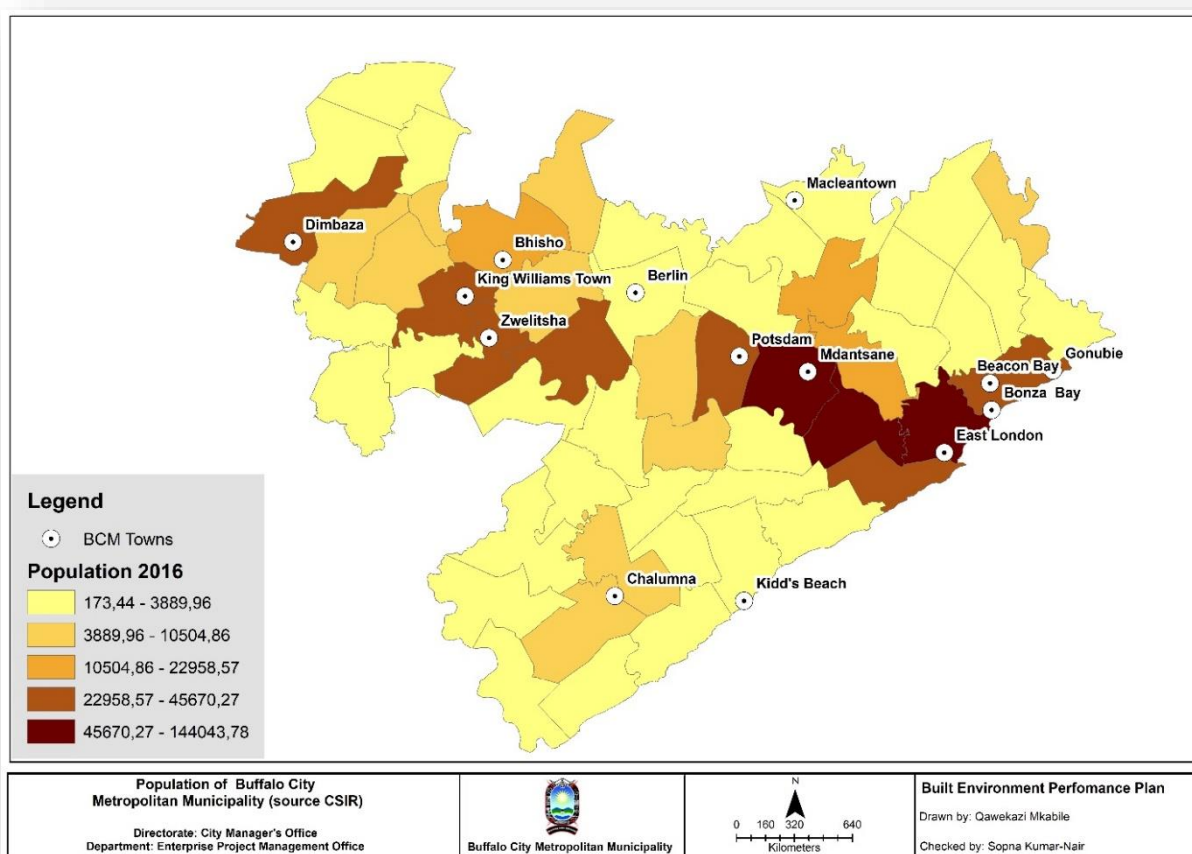 Macleantown
Dimbaza
Bhisho
King Williams Town
Berlin
Zwelitsha
Potsdam
Mdantsane
Gonubie
Beacon Bay
Bonza Bay
East London
Chalumna
Kidd's Beach
Legend
BCM Towns
Population 2016
173,44 - 3889,96
3889,96 - 10504,86
10504,86 - 22958,57
22958,57 - 45670,27
45670,27 - 144043,78
Population of Buffalo City
Metropolitan Municipality (source CSIR)
Directorate: City Manager's Office
Department: Enterprise Project Management Office
Buffalo City Metropolitan Municipality
N
0 160 320 640
Kilometers
Built Environment Perfomance Plan
Drawn by: Qawekazi Mkabile
Checked by: Sopna Kumar-Nair